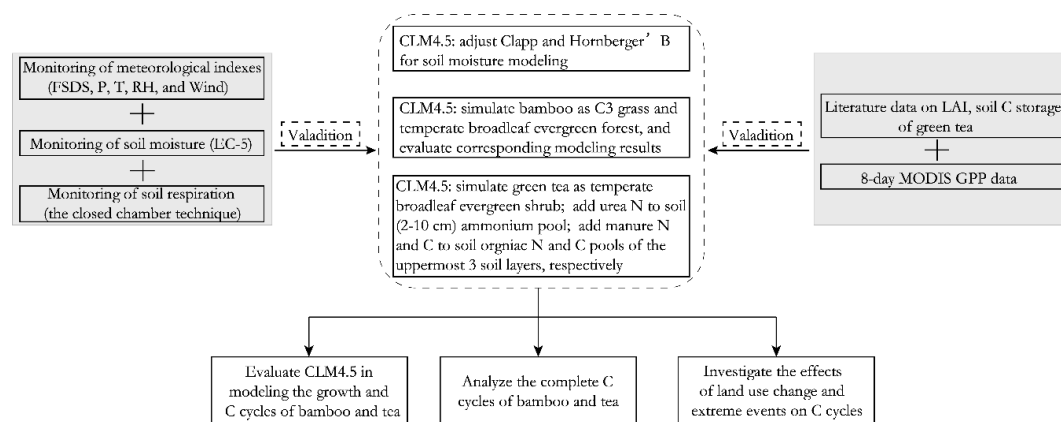 Monitoring of meteorological indexes
(FSDS, P, T, RH, and Wind)
+
Monitoring of soil moisture (EC-5)
+
Monitoring of soil respiration
(the closed chamber technique)
Valadition
CLM4.5: adjust Clapp and Hornberger’ B
for soil moisture modeling
CLM4.5: simulate bamboo as C3 grass and
temperate broadleaf evergreen forest, and
evaluate corresponding modeling results
CLM4.5: simulate green tea as temperate
broadleaf evergreen shrub; add urea N to soil
(2-10 cm) ammonium pool; add manure N
and C to soil orgniac N and C pools of the
uppermost 3 soil layers, respectively
Valadition
Literature data on LAI, soil C storage
of green tea
+
8-day MODIS GPP data
Evaluate CLM4.5 in
modeling the growth and
C cycles of bamboo and tea
Analyze the complete C
cycles of bamboo and tea
Investigate the effects
of land use change and
extreme events on C cycles